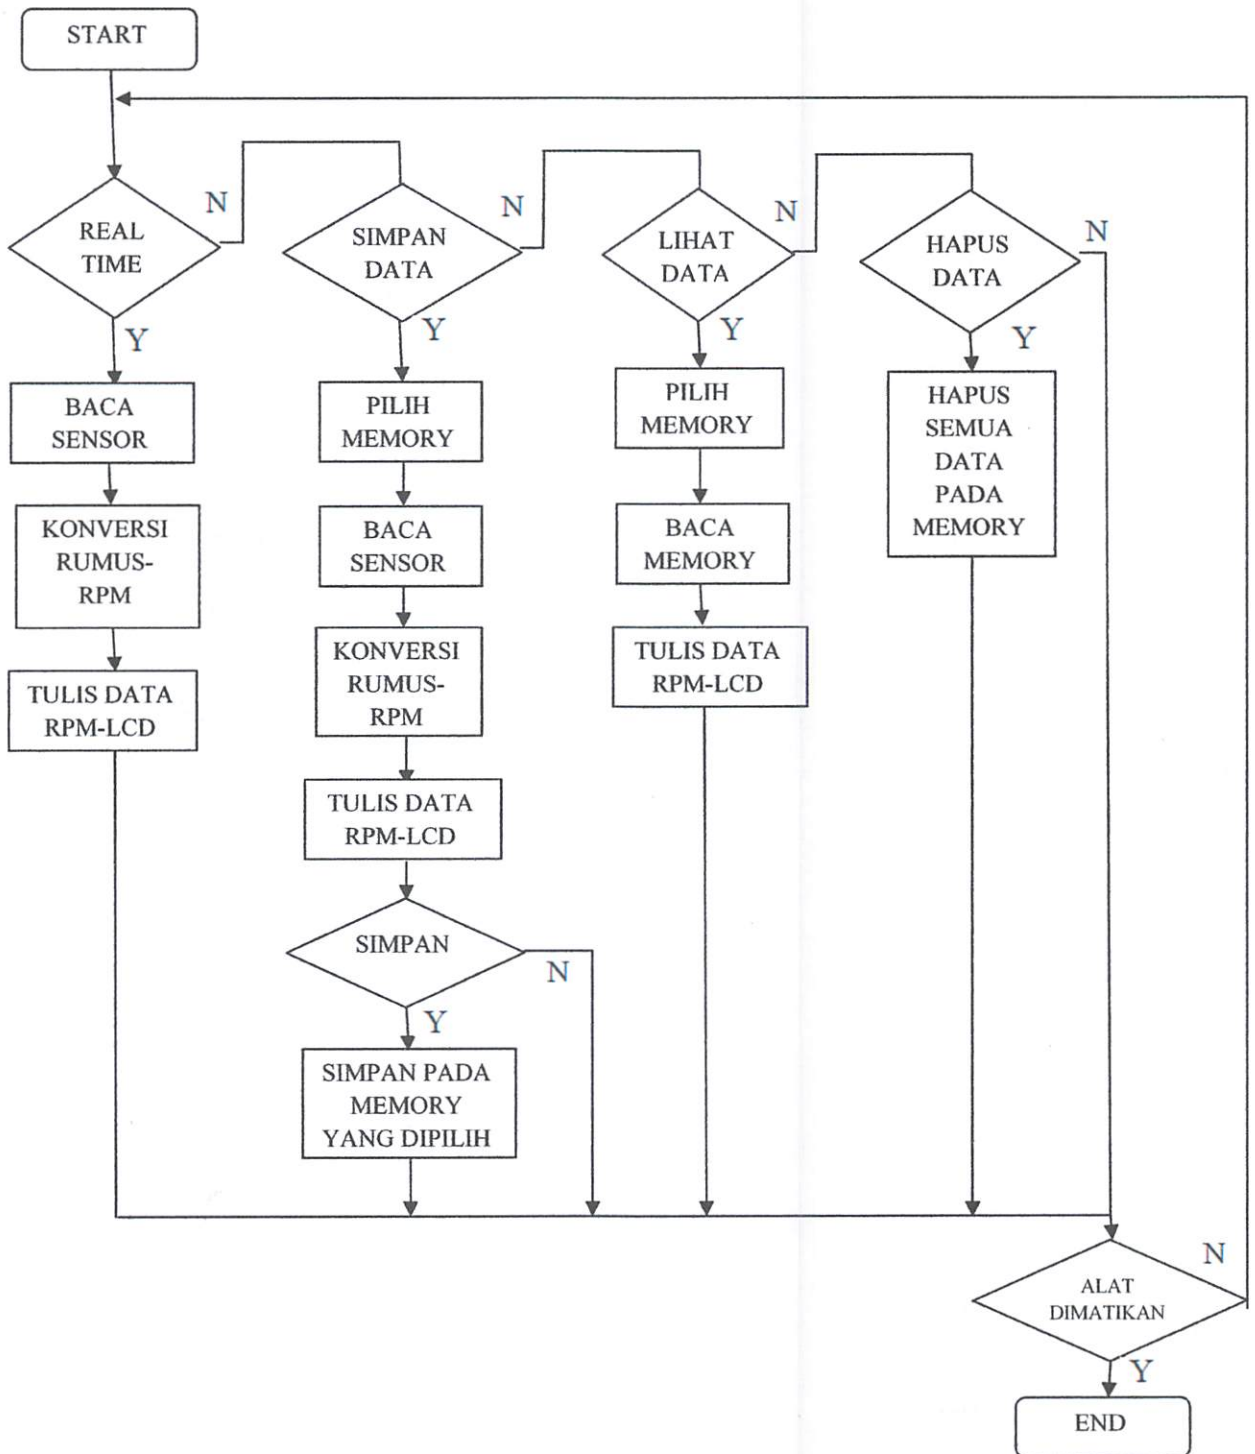 START
REAL
TIME
N
Y
BACA
SENSOR
KONVERSI
RUMUS-
RPM
TULIS DATA
RPM-LCD
SIMPAN
DATA
N
Y
PILIH
MEMORY
BACA
SENSOR
KONVERSI
RUMUS-
RPM
TULIS DATA
RPM-LCD
SIMPAN
N
Y
SIMPAN PADA
MEMORY
YANG DIPILIH
LIHAT
DATA
N
Y
PILIH
MEMORY
BACA
MEMORY
TULIS DATA
RPM-LCD
HAPUS
DATA
N
Y
HAPUS
SEMUA
DATA
PADA
MEMORY
ALAT
DIMATIKAN
N
Y
END